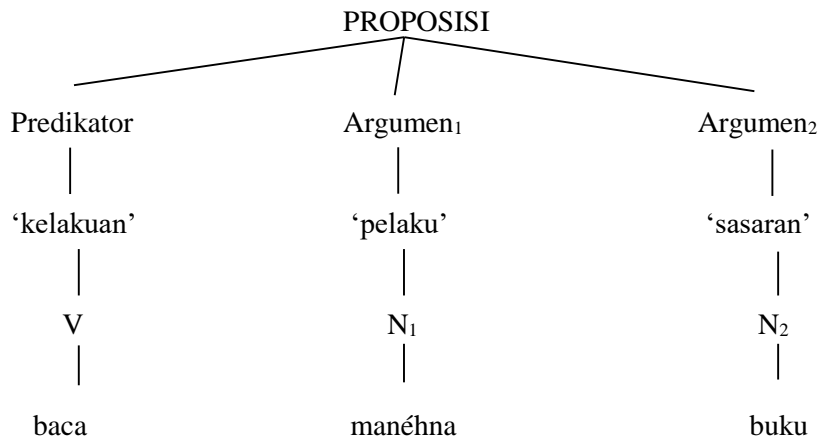 PROPOSISI
Predikator Argumen₁ Argumen₂
‘kelakuan’ ‘pelaku’ ‘sasaran’
V N₁ N₂
baca manéhna buku